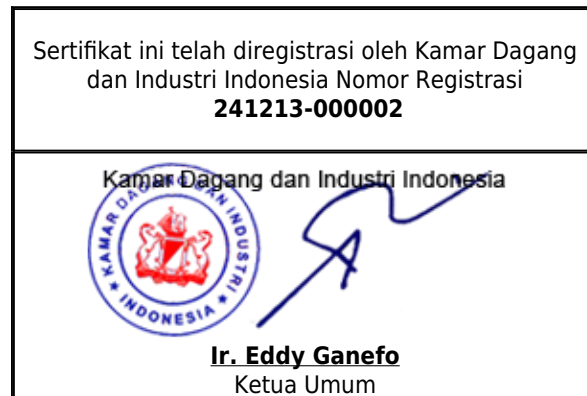 Sertifikat ini telah diregistrasi oleh Kamar Dagang
dan Industri Indonesia Nomor Registrasi
241213-000002
Kamar Dagang dan Industri Indonesia
KAMAR DAGANG DAN INDUSTRI
INDONESIA
Ir. Eddy Ganefo
Ketua Umum